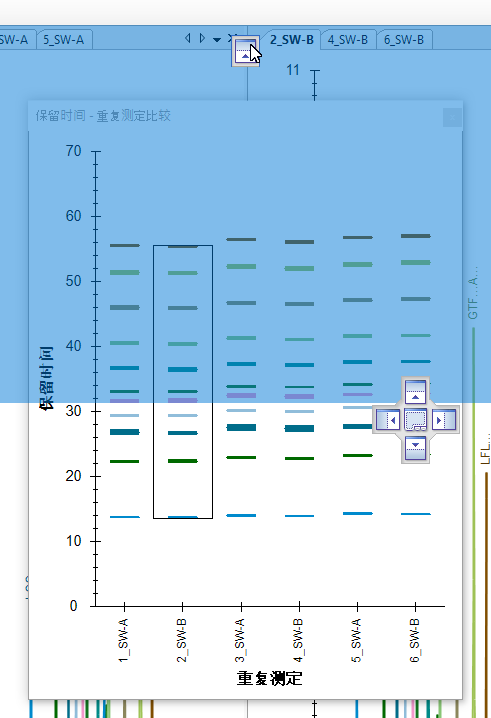 SW-A
5_SW-A
2_SW-B
4_SW-B
6_SW-B
11
保留时间 - 重复测定比较
70
60
50
40
30
20
10
0
保留时间
1_SW-A
2_SW-B
3_SW-A
4_SW-B
5_SW-A
6_SW-B
重复测定
GTF...A...
LFL...